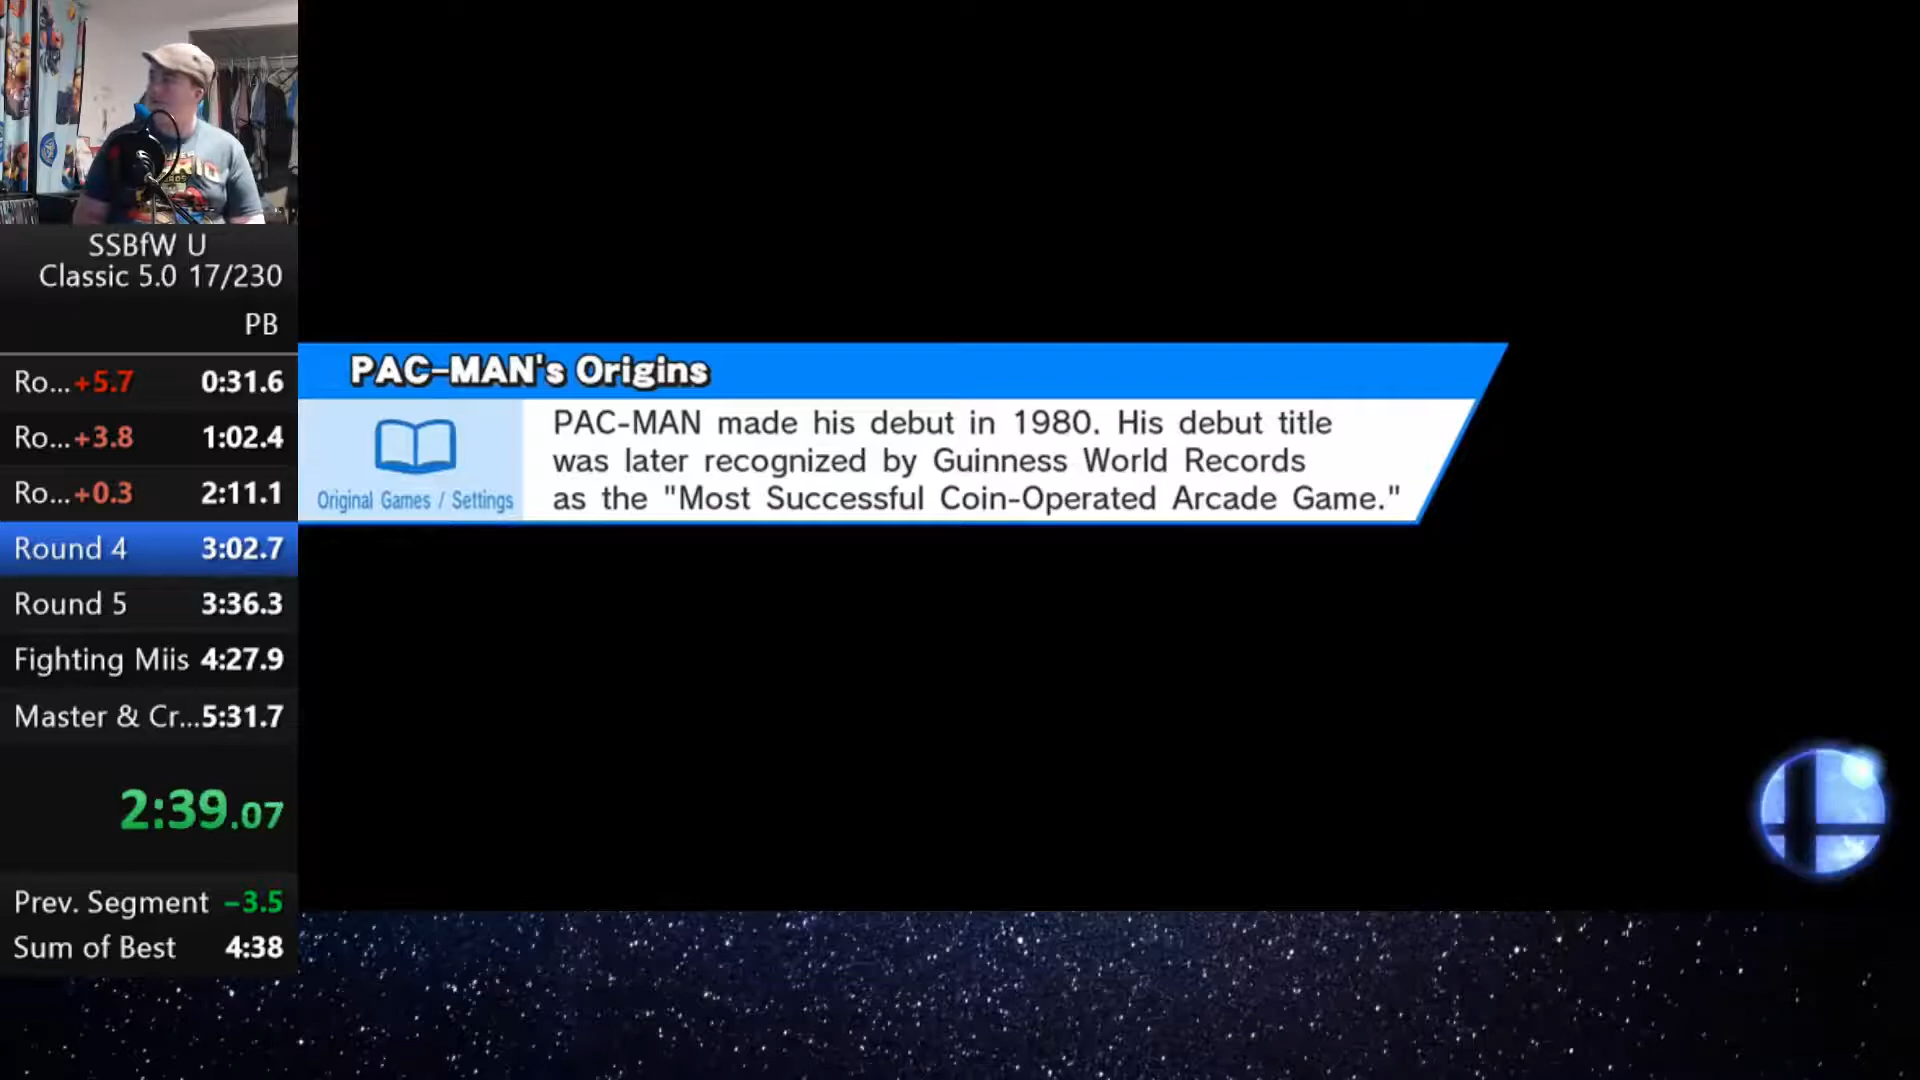 SSBfW U
Classic 5.0 17/230
PB
Ro...+5.7 0:31.6
Ro...+3.8 1:02.4
Ro...+0.3 2:11.1
Round 4 3:02.7
Round 5 3:36.3
Fighting Miis 4:27.9
Master & Cr...5:31.7
2:39.07
Prev. Segment -3.5
Sum of Best 4:38
PAC-MAN's Origins
Original Games / Settings
PAC-MAN made his debut in 1980. His debut title
was later recognized by Guinness World Records
as the "Most Successful Coin-Operated Arcade Game."